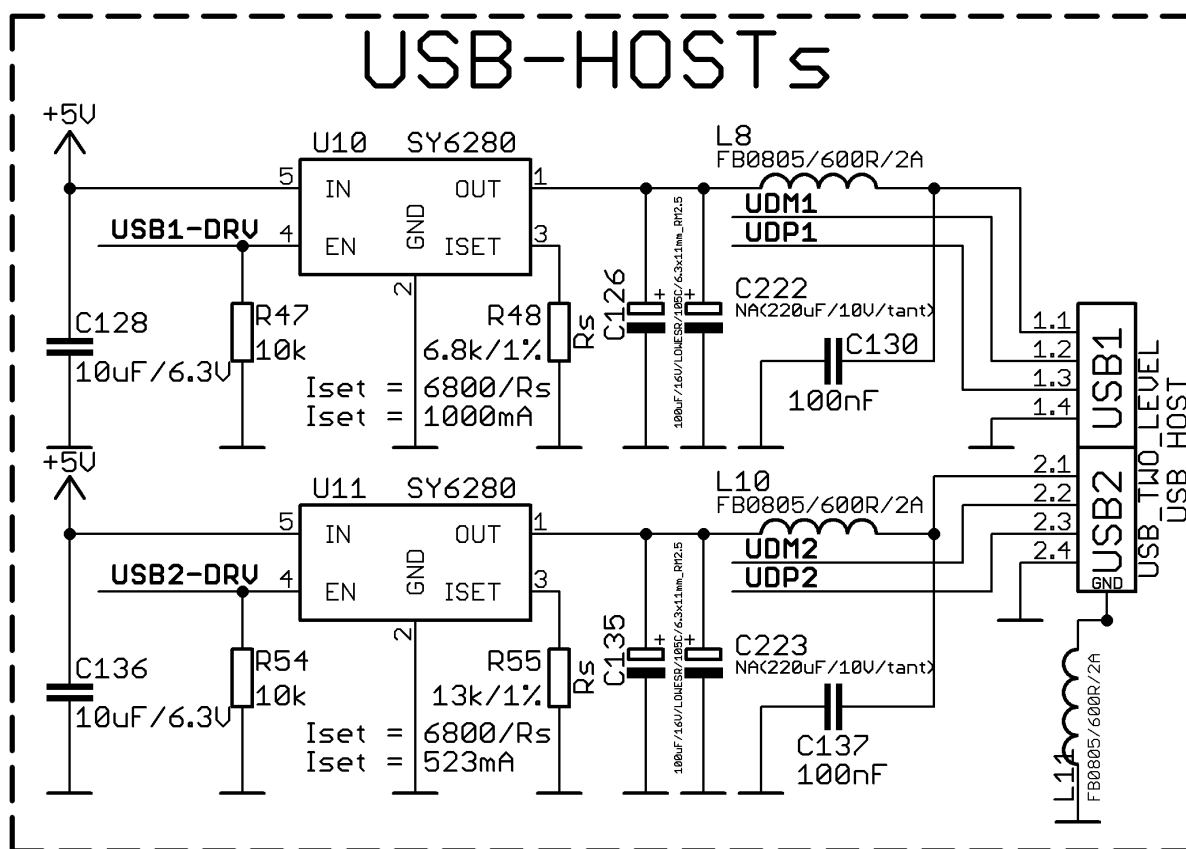 USB-HOSTs
+5V
U10 SY6280
5 IN OUT 1
USB1-DRV 4 EN GND ISET 3
2
L8
FB0805/600R/2A
UDM1
UDP1
C128
10uF/6.3V
R47
10k
R48
6.8k/1%
Rs
Iset = 6800/Rs
Iset = 1000mA
C126
100uF/16V/LOWESR/105C/6.3x11mm_RM2.5
+ +
C222
NA(220uF/10V/tant)
C130
100nF
1.1
1.2
1.3
1.4
USB1
2.1
2.2
2.3
2.4
USB2
GND
USB_TWO_LEVEL
USB_HOST
+5V
U11 SY6280
5 IN OUT 1
USB2-DRV 4 EN GND ISET 3
2
L10
FB0805/600R/2A
UDM2
UDP2
C136
10uF/6.3V
R54
10k
R55
13k/1%
Rs
Iset = 6800/Rs
Iset = 523mA
C135
100uF/16V/LOWESR/105C/6.3x11mm_RM2.5
+ +
C223
NA(220uF/10V/tant)
C137
100nF
L11
FB0805/600R/2A